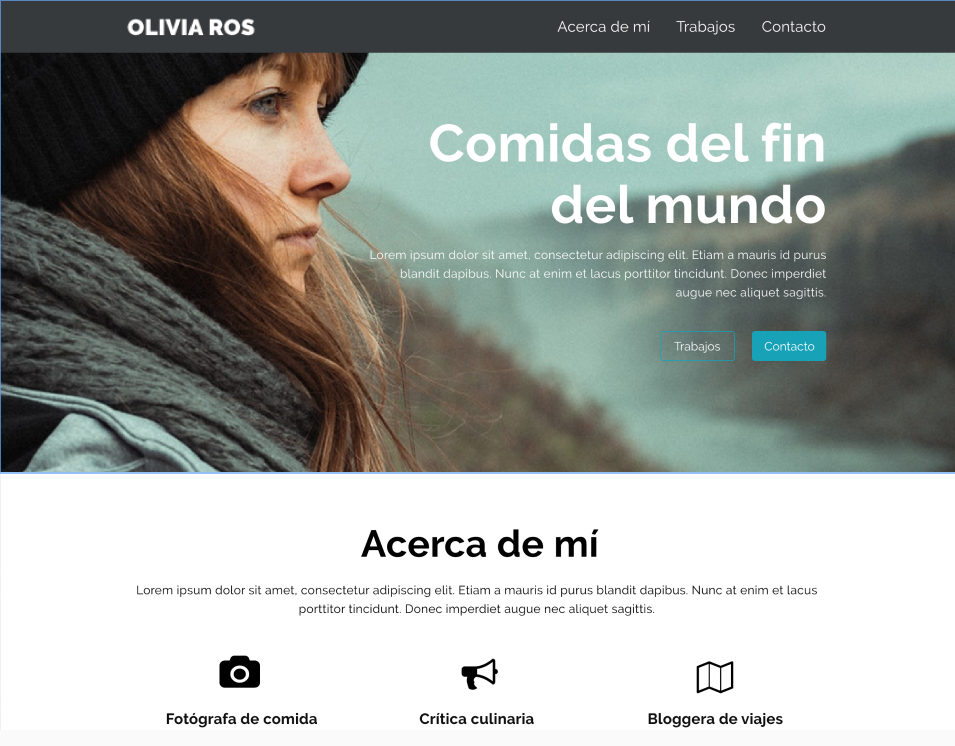 OLIVIA ROS
Acerca de mí Trabajos Contacto
Comidas del fin
del mundo
Lorem ipsum dolor sit amet, consectetur adipiscing elit. Etiam a mauris id purus
blandit dapibus. Nunc at enim et lacus porttitor tincidunt. Donec imperdiet
augue nec aliquet sagittis.
Trabajos Contacto
Acerca de mí
Lorem ipsum dolor sit amet, consectetur adipiscing elit. Etiam a mauris id purus blandit dapibus. Nunc at enim et lacus
porttitor tincidunt. Donec imperdiet augue nec aliquet sagittis.
Fotógrafa de comida Crítica culinaria Bloggera de viajes